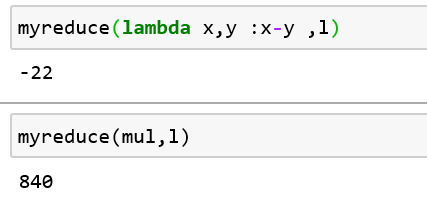 myreduce(lambda x,y :x-y ,l)
-22
myreduce(mul,l)
840